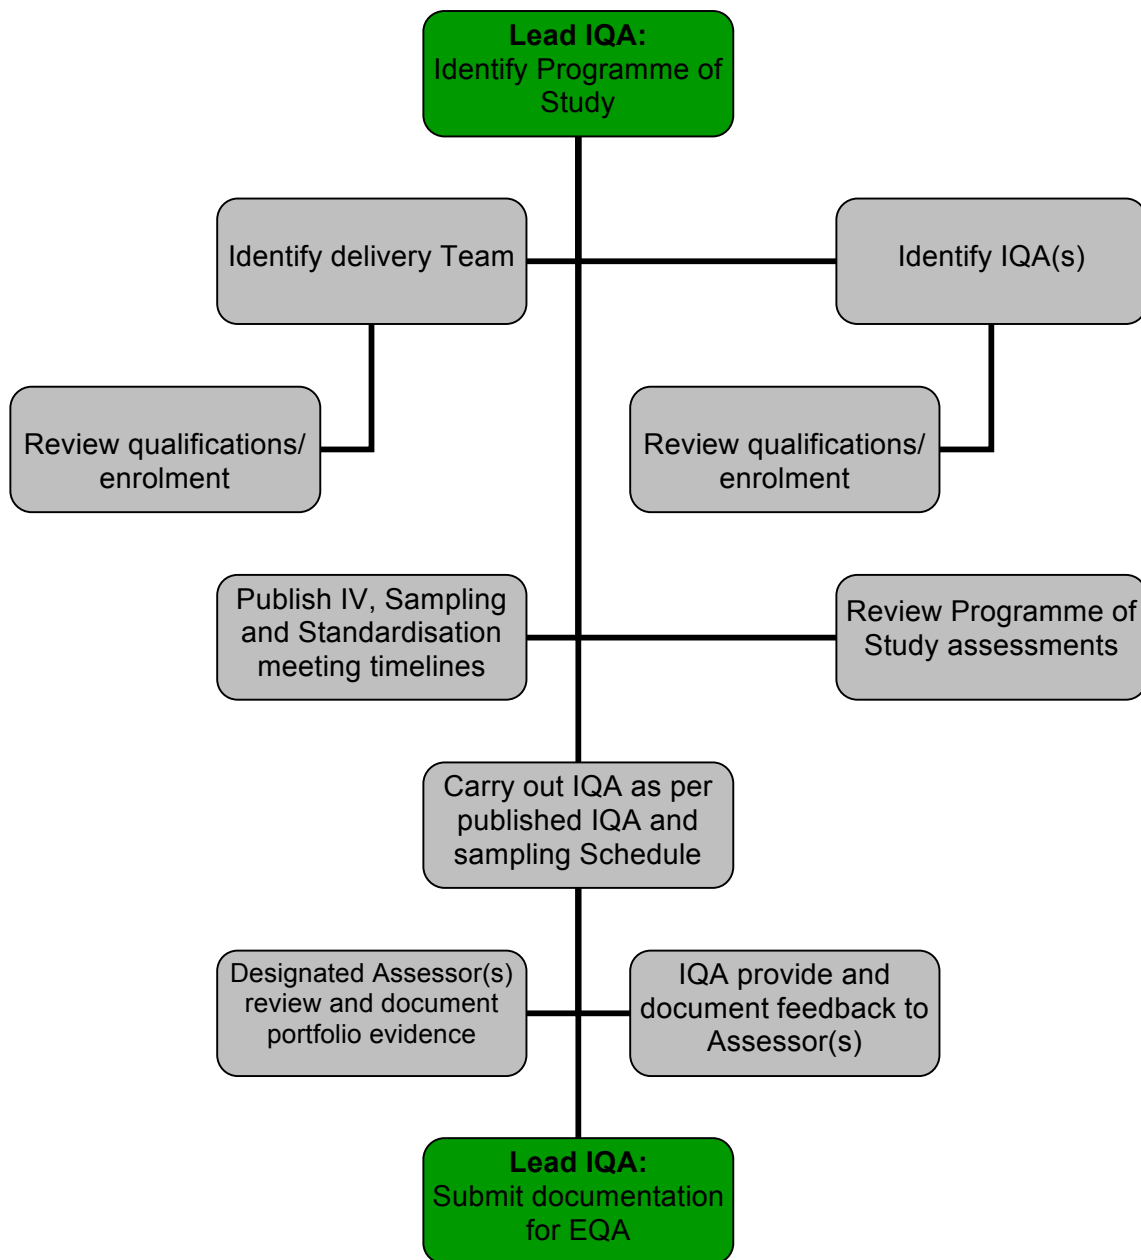 Lead IQA:
Identify Programme of
Study
Identify delivery Team
Identify IQA(s)
Review qualifications/
enrolment
Review qualifications/
enrolment
Publish IV, Sampling
and Standardisation
meeting timelines
Review Programme of
Study assessments
Carry out IQA as per
published IQA and
sampling Schedule
Designated Assessor(s)
review and document
portfolio evidence
IQA provide and
document feedback to
Assessor(s)
Lead IQA:
Submit documentation
for EQA